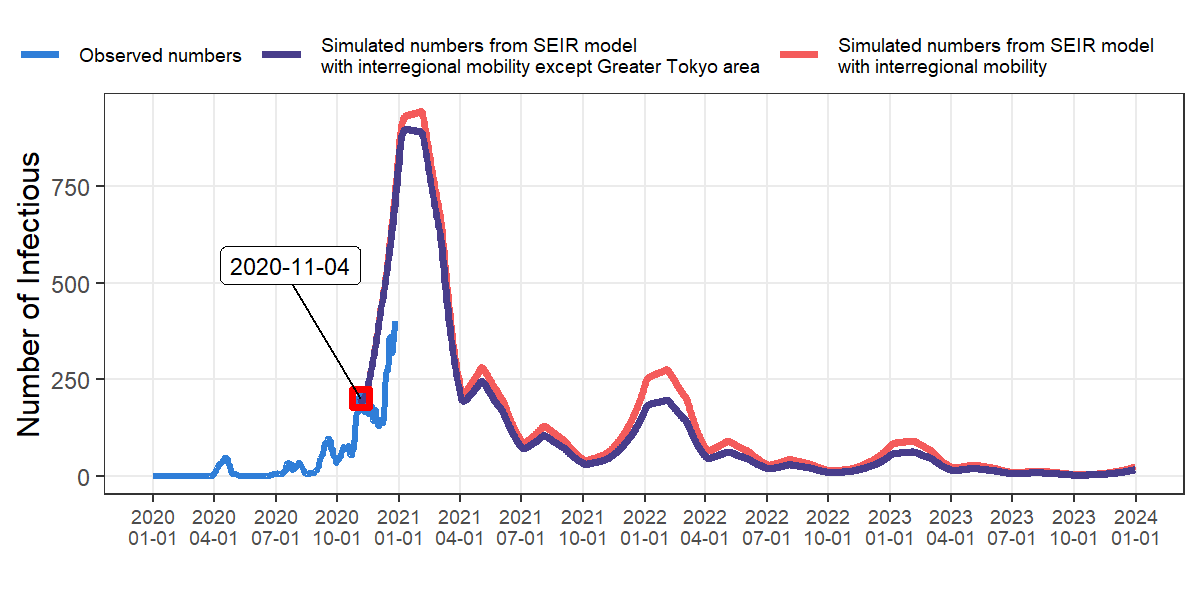 Observed numbers
Simulated numbers from SEIR model
with interregional mobility except Greater Tokyo area
Simulated numbers from SEIR model
with interregional mobility
Number of Infectious
750
500
250
0
2020-11-04
2020 2020 2020 2020 2021 2021 2021 2021 2022 2022 2022 2022 2023 2023 2023 2023 2024
01-01 04-01 07-01 10-01 01-01 04-01 07-01 10-01 01-01 04-01 07-01 10-01 01-01 04-01 07-01 10-01 01-01